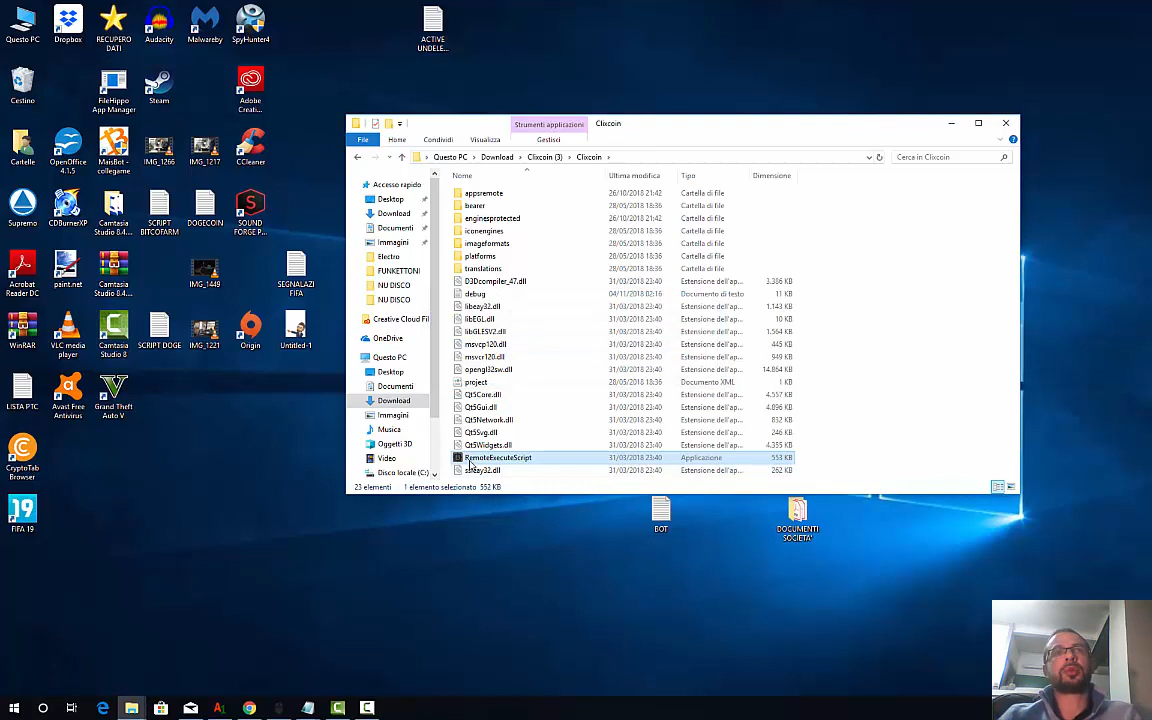 Questo PC
Dropbox
RECUPERO
DATI
Audacity
Malwareby
SpyHunter4
ACTIVE
UNDELE...
Cestino
FileHippo
App Manager
Steam
Adobe
Creati...
Cartelle
OpenOffice
4.1.5
MaisBot -
collegame
IMG_1266
IMG_1217
CCleaner
Supremo
CDBurnerXP
Camtasia
Studio 8.4...
SCRIPT
BITCOFARM
DOGECOIN
SOUND
FORGE P...
Acrobat
Reader DC
paint.net
Camtasia
Studio 8.4...
IMG_1449
SEGNALAZI
FIFA
WinRAR
VLC media
player
Camtasia
Studio 8
SCRIPT DOGE
IMG_1221
Origin
Untitled-1
LISTA PTC
Avast Free
Antivirus
Grand Theft
Auto V
CryptoTab
Browser
19
FIFA 19
BOT
DOCUMENTI
SOCIETA'
Strumenti applicazioni
Clixcoin
File
Home
Condividi
Visualizza
Gestisci
Questo PC > Download > Clixcoin (3) > Clixcoin >
Cerca in Clixcoin
Accesso rapido
Desktop
Download
Documenti
Immagini
Electro
FUNKETTONI
NU DISCO
NU DISCO
Creative Cloud Fil
OneDrive
Questo PC
Desktop
Documenti
Download
Immagini
Musica
Oggetti 3D
Video
Disco locale (C:)
Nome Ultima modifica Tipo Dimensione
appsremote 26/10/2018 21:42 Cartella di file
bearer 28/05/2018 18:36 Cartella di file
enginesprotected 26/10/2018 21:42 Cartella di file
iconengines 28/05/2018 18:36 Cartella di file
imageformats 28/05/2018 18:36 Cartella di file
platforms 28/05/2018 18:36 Cartella di file
translations 28/05/2018 18:36 Cartella di file
D3Dcompiler_47.dll 31/03/2018 23:40 Estensione dell'ap... 3.386 KB
debug 04/11/2018 02:16 Documento di testo 11 KB
libeay32.dll 31/03/2018 23:40 Estensione dell'ap... 1.143 KB
libEGL.dll 31/03/2018 23:40 Estensione dell'ap... 10 KB
libGLESV2.dll 31/03/2018 23:40 Estensione dell'ap... 1.564 KB
msvcp120.dll 31/03/2018 23:40 Estensione dell'ap... 445 KB
msvcr120.dll 31/03/2018 23:40 Estensione dell'ap... 949 KB
opengl32sw.dll 31/03/2018 23:40 Estensione dell'ap... 14.864 KB
project 28/05/2018 18:36 Documento XML 1 KB
Qt5Core.dll 31/03/2018 23:40 Estensione dell'ap... 4.557 KB
Qt5Gui.dll 31/03/2018 23:40 Estensione dell'ap... 4.896 KB
Qt5Network.dll 31/03/2018 23:40 Estensione dell'ap... 832 KB
Qt5Svg.dll 31/03/2018 23:40 Estensione dell'ap... 246 KB
Qt5Widgets.dll 31/03/2018 23:40 Estensione dell'ap... 4.355 KB
RemoteExecuteScript 31/03/2018 23:40 Applicazione 553 KB
ssleay32.dll 31/03/2018 23:40 Estensione dell'ap... 262 KB
23 elementi 1 elemento selezionato 552 KB